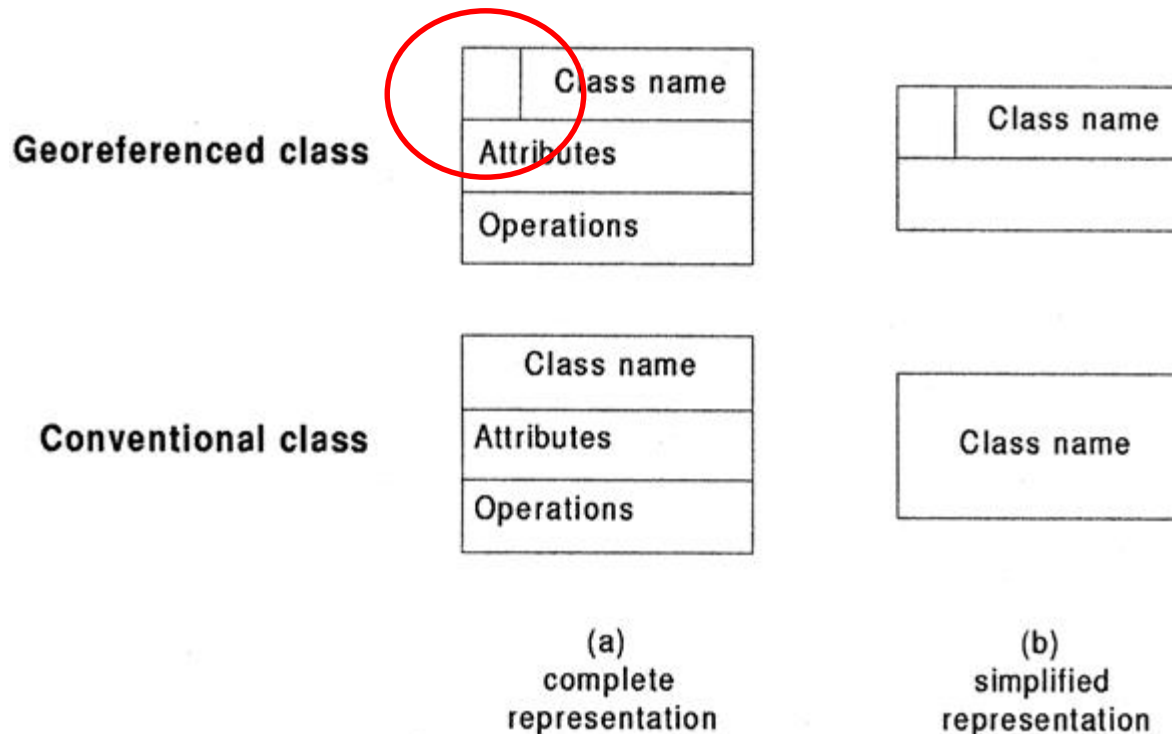 Class name
Class name
Georeferenced class
Attributes
Operations
Class name
Conventional class
Attributes
Class name
Operations
(a)
complete
representation
(b)
simplified
representation